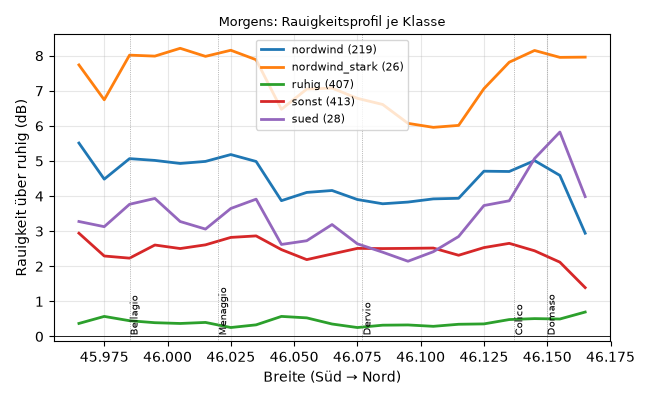 Morgens: Rauigkeitsprofil je Klasse
Rauigkeit über ruhig (dB)
8
7
6
5
4
3
2
1
0
nordwind (219)
nordwind_stark (26)
ruhig (407)
sonst (413)
sued (28)
Bellagio
Menaggio
Dervio
Colico
Domaso
45.975 46.000 46.025 46.050 46.075 46.100 46.125 46.150 46.175
Breite (Süd → Nord)